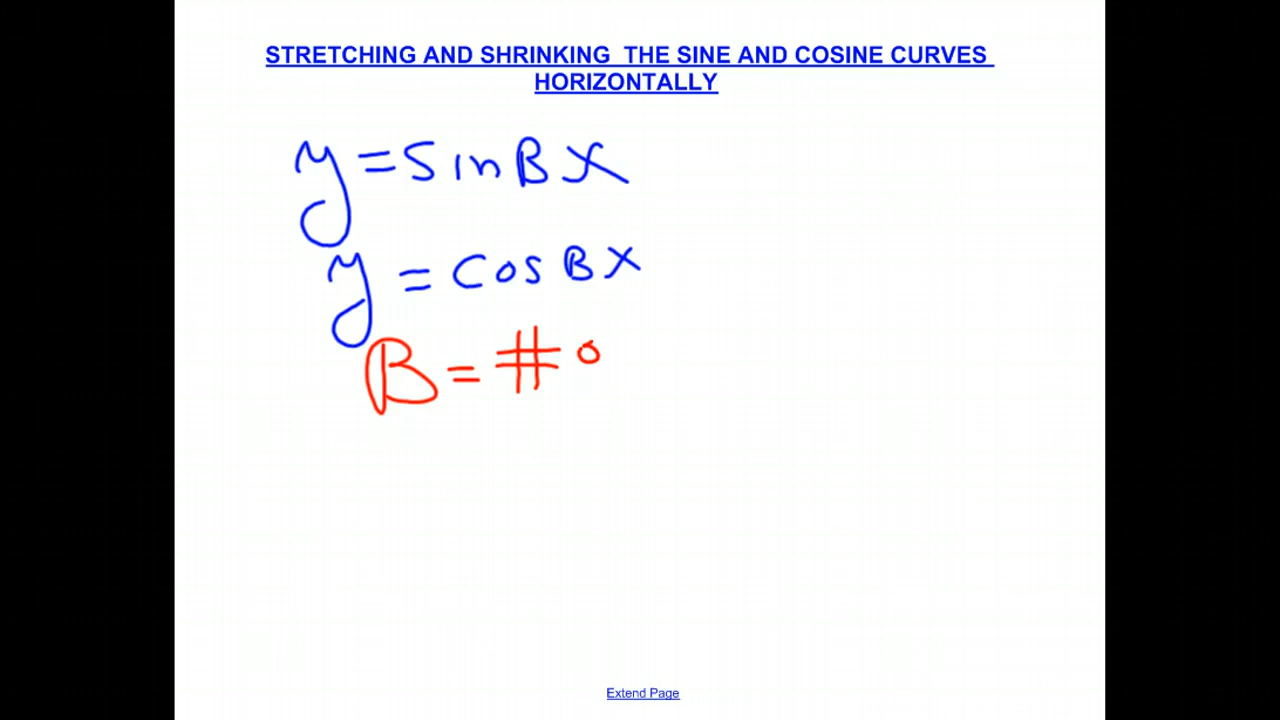 STRETCHING AND SHRINKING THE SINE AND COSINE CURVES
HORIZONTALLY
y = sin B x
y = cos B x
B = # o
Extend Page